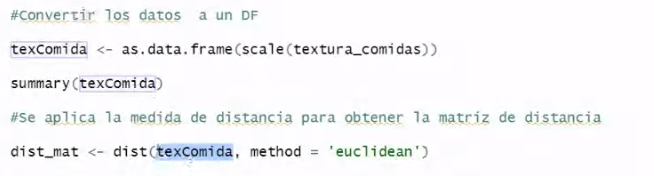 #Convertir los datos  a un DF
texComida <- as.data.frame(scale(textura_comidas))
summary(texComida)
#Se aplica la medida de distancia para obtener la matriz de distancia
dist_mat <- dist(texComida, method = 'euclidean')